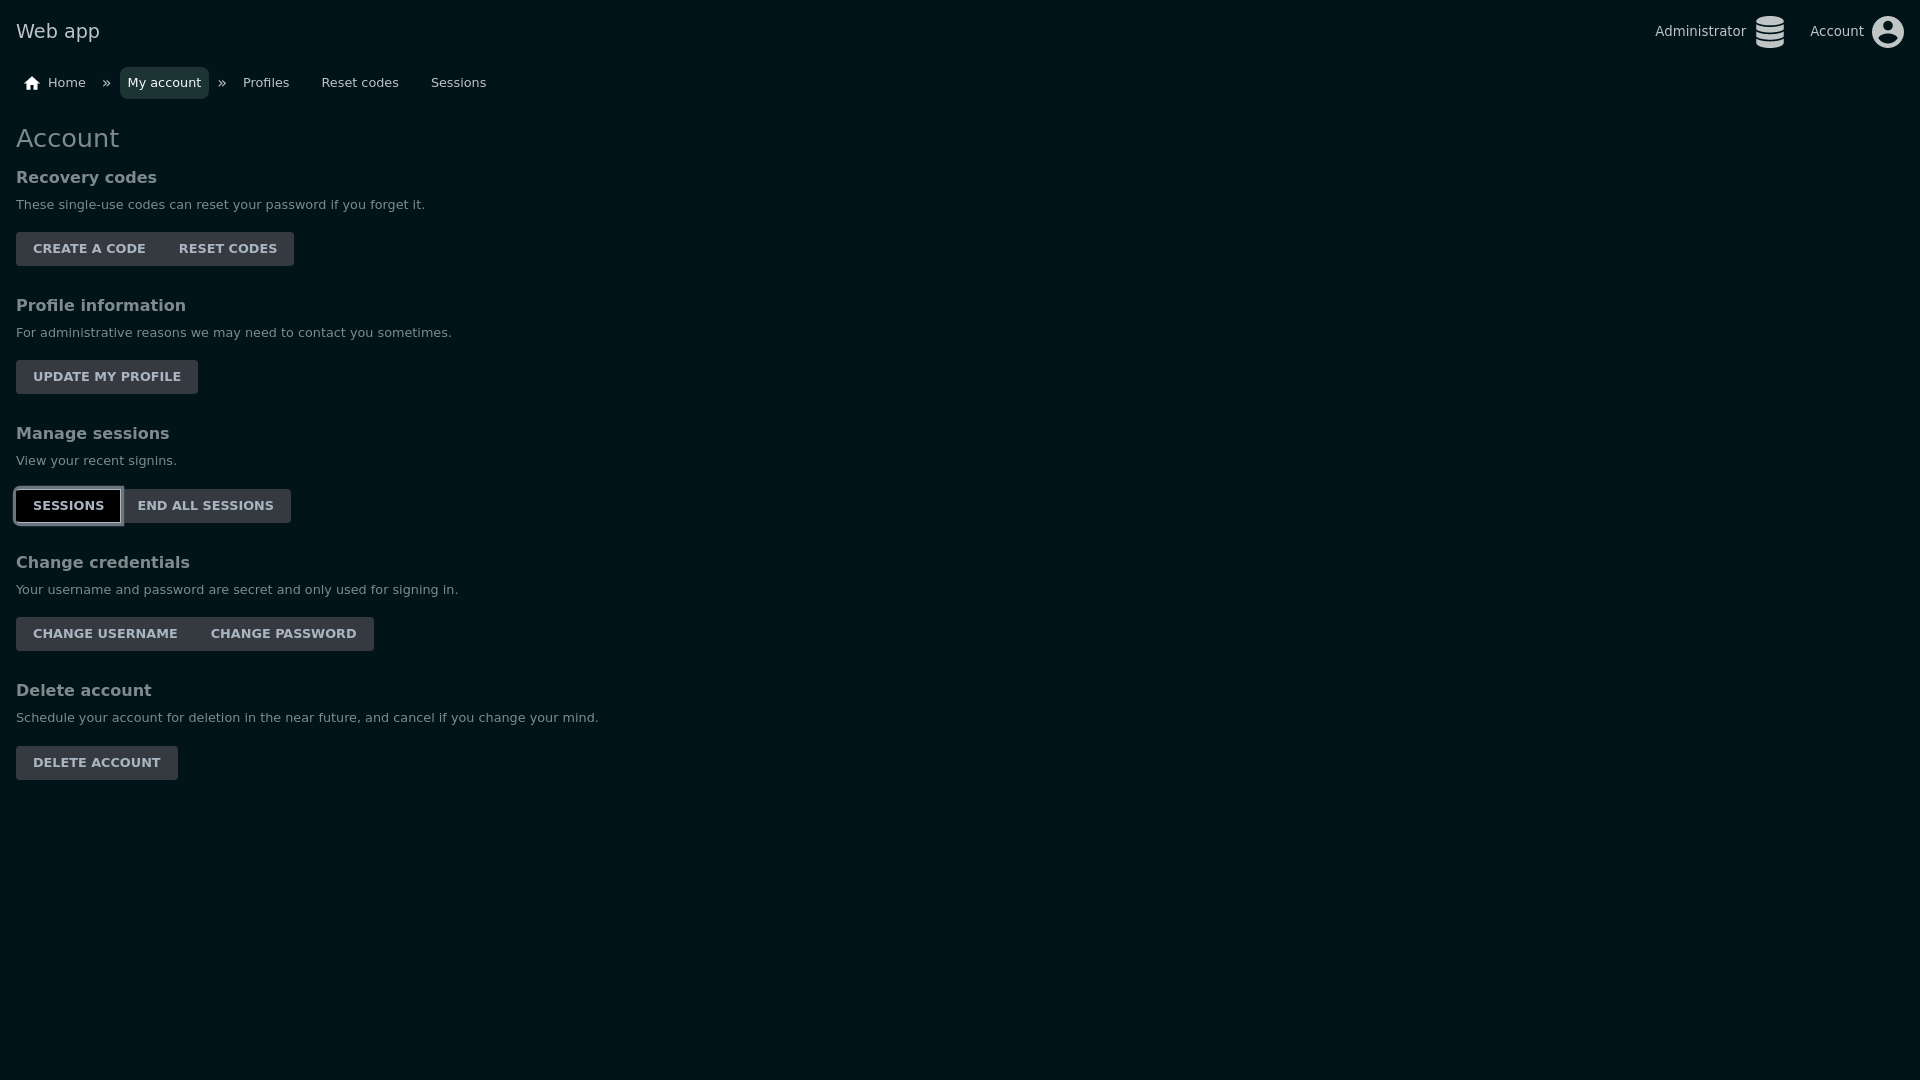 Web app
Administrator
Account
Home » My account » Profiles Reset codes Sessions
Account
Recovery codes
These single-use codes can reset your password if you forget it.
CREATE A CODE RESET CODES
Profile information
For administrative reasons we may need to contact you sometimes.
UPDATE MY PROFILE
Manage sessions
View your recent signins.
SESSIONS END ALL SESSIONS
Change credentials
Your username and password are secret and only used for signing in.
CHANGE USERNAME CHANGE PASSWORD
Delete account
Schedule your account for deletion in the near future, and cancel if you change your mind.
DELETE ACCOUNT